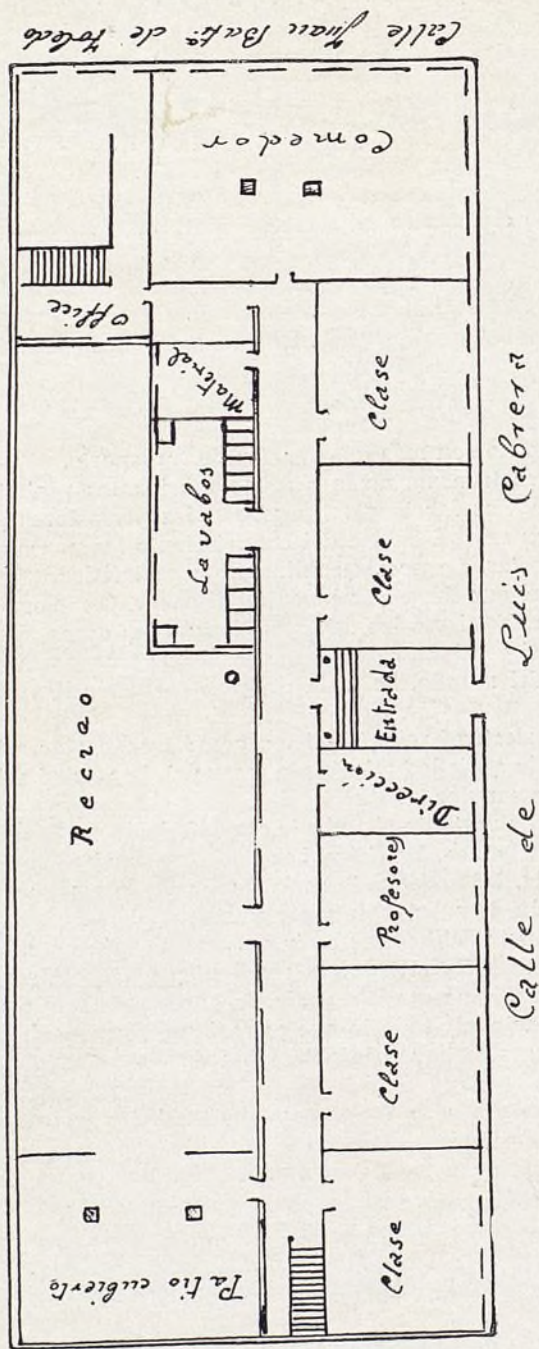 Calle Juan Bat.ª de Toledo
Comedor
Office
Material
Lavabos
Clase
Clase
Entrada
Dirección
Profesores
Clase
Clase
Recreo
Patio cubierto
Calle de Luis Cabrera